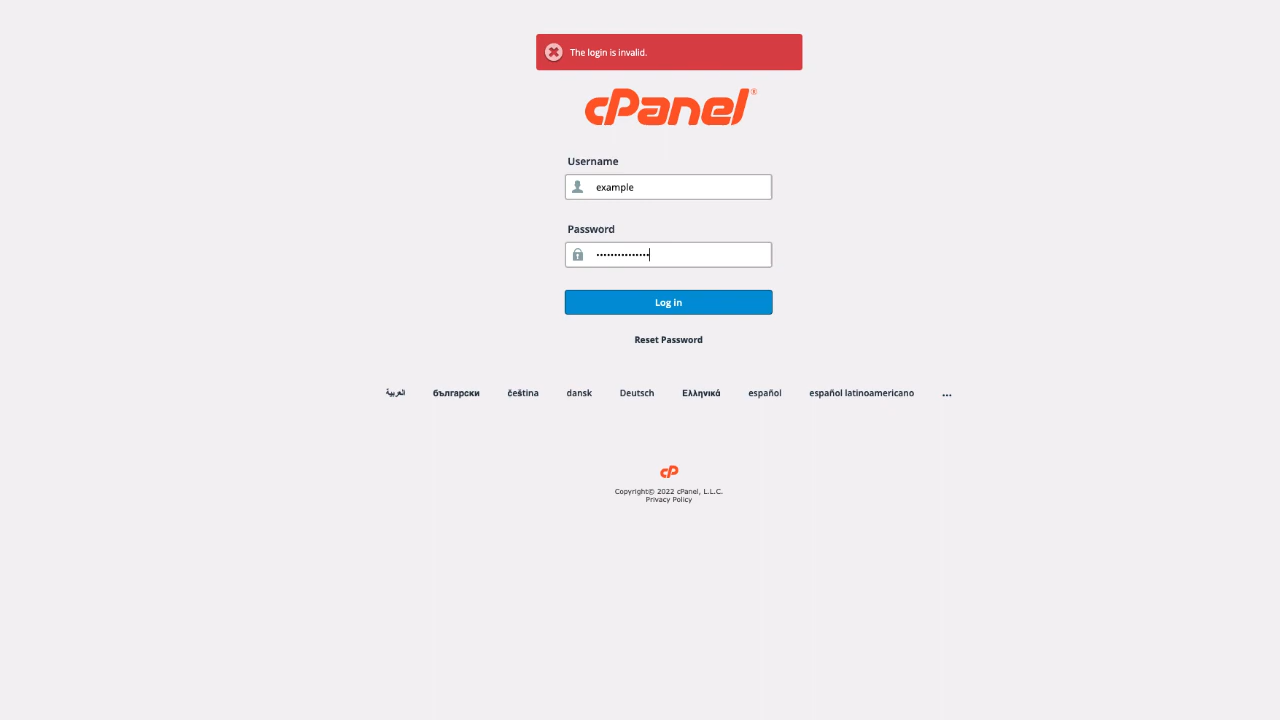 The login is invalid.
cPanel®
Username
example
Password
•••••••••••••••
Log in
Reset Password
العربية български čeština dansk Deutsch Ελληνικά español español latinoamericano ...
cP
Copyright© 2022 cPanel, L.L.C.
Privacy Policy